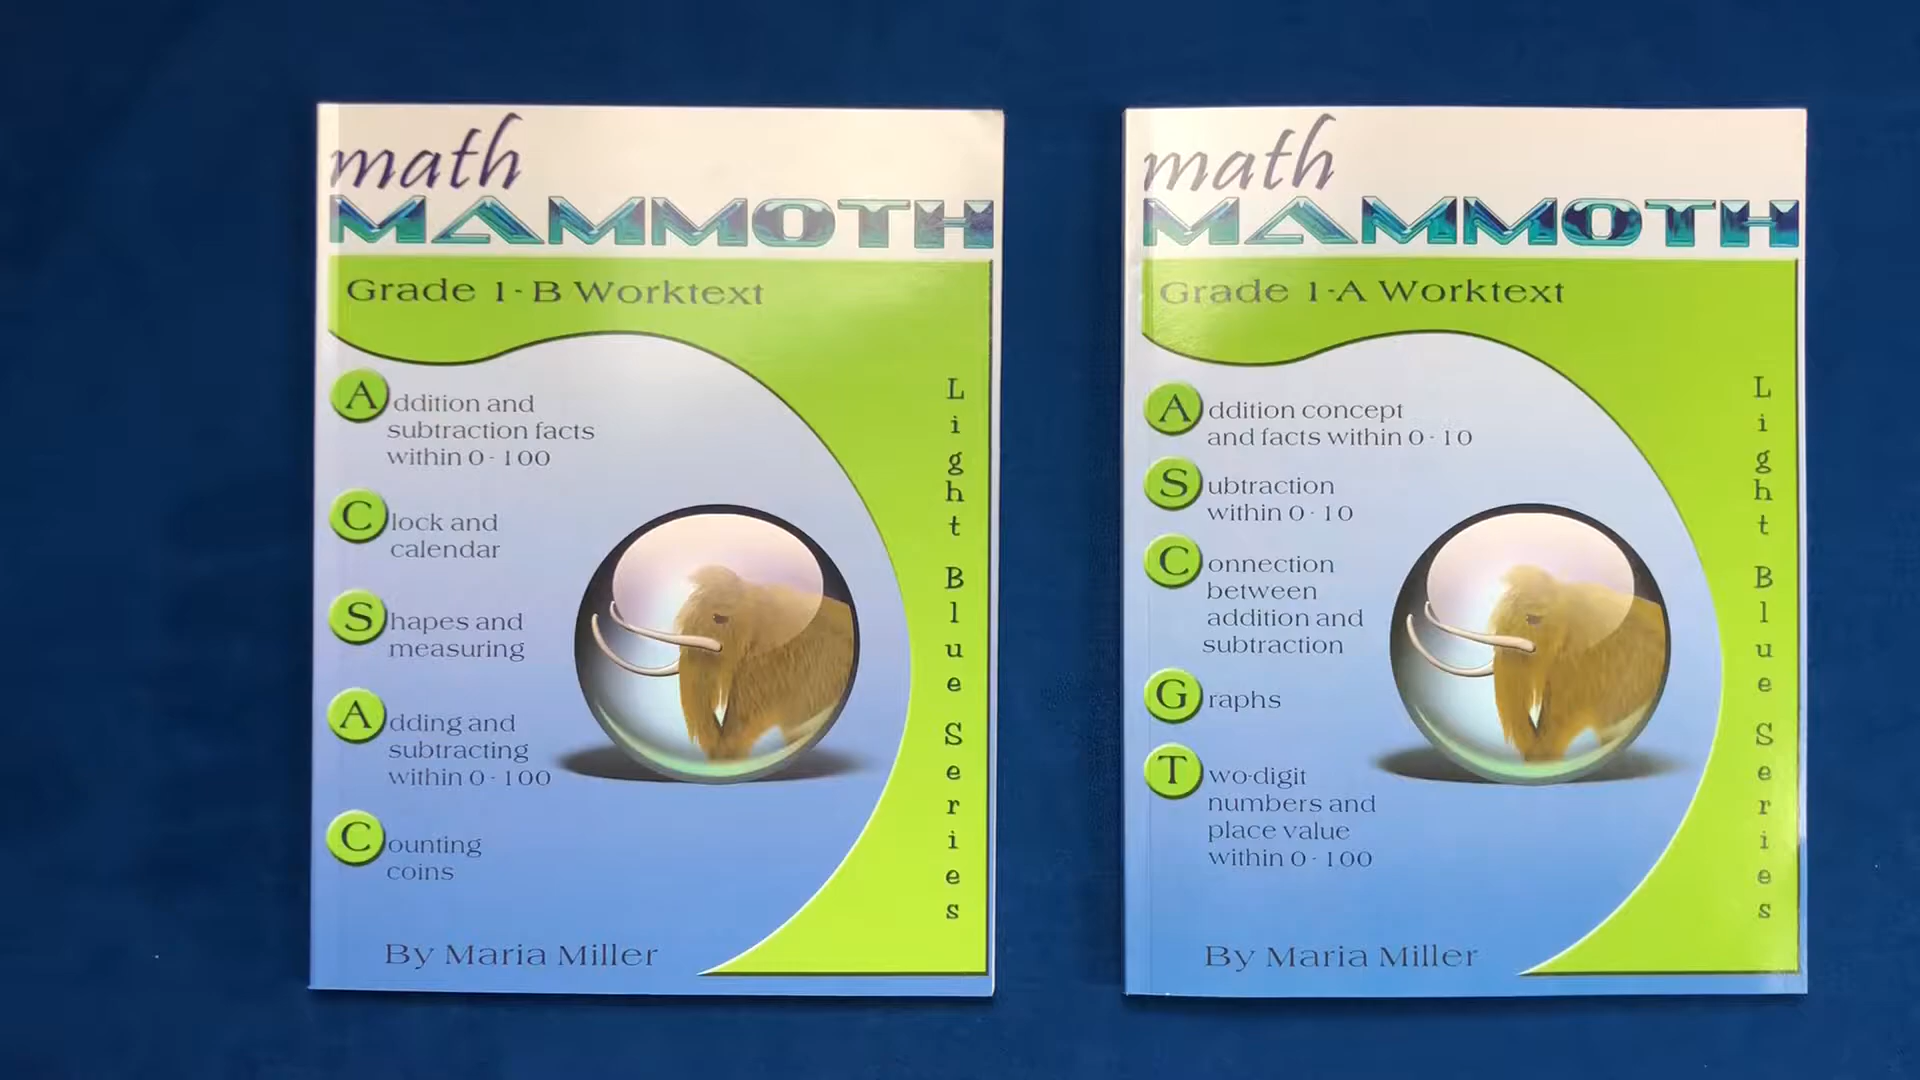 math
MAMMOTH
Grade 1-B Worktext
Addition and
subtraction facts
within 0-100
Clock and
calendar
Shapes and
measuring
Adding and
subtracting
within 0-100
Counting
coins
By Maria Miller
Light Blue Series
math
MAMMOTH
Grade 1-A Worktext
Addition concept
and facts within 0-10
Subtraction
within 0-10
Connection
between
addition and
subtraction
Graphs
Two-digit
numbers and
place value
within 0-100
By Maria Miller
Light Blue Series